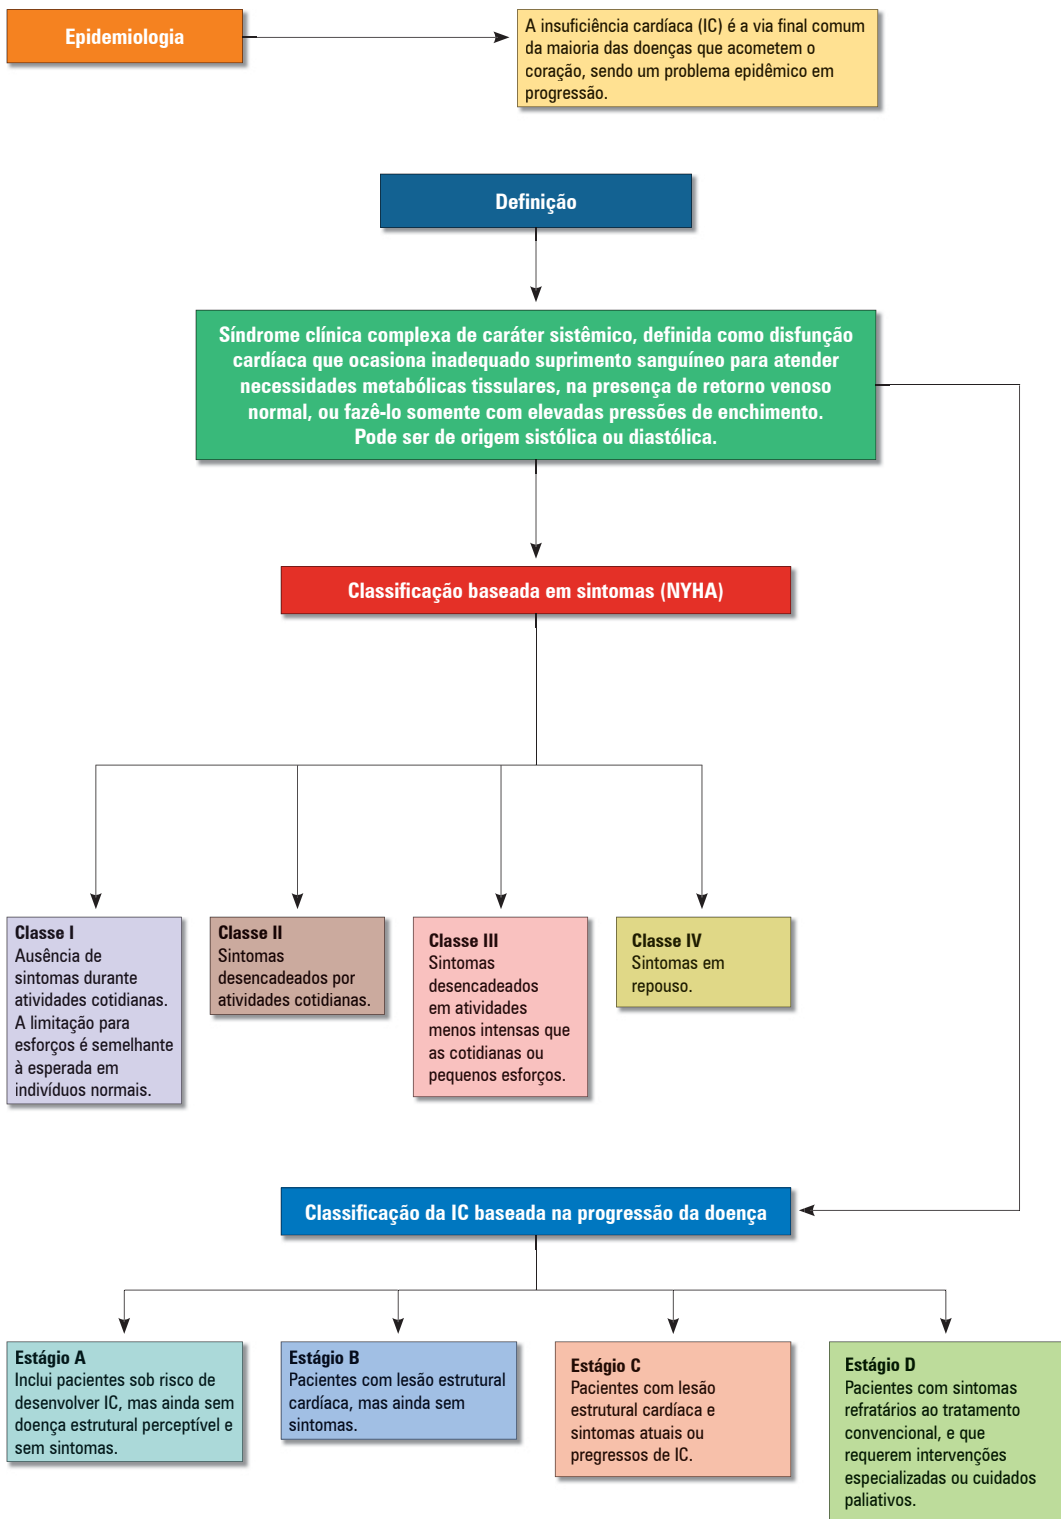 Epidemiologia
A insuficiência cardíaca (IC) é a via final comum
da maioria das doenças que acometem o
coração, sendo um problema epidêmico em
progressão.
Definição
Síndrome clínica complexa de caráter sistêmico, definida como disfunção
cardíaca que ocasiona inadequado suprimento sanguíneo para atender
necessidades metabólicas tissulares, na presença de retorno venoso
normal, ou fazê-lo somente com elevadas pressões de enchimento.
Pode ser de origem sistólica ou diastólica.
Classificação baseada em sintomas (NYHA)
Classe I
Ausência de
sintomas durante
atividades cotidianas.
A limitação para
esforços é semelhante
à esperada em
indivíduos normais.
Classe II
Sintomas
desencadeados por
atividades cotidianas.
Classe III
Sintomas
desencadeados
em atividades
menos intensas que
as cotidianas ou
pequenos esforços.
Classe IV
Sintomas em
repouso.
Classificação da IC baseada na progressão da doença
Estágio A
Inclui pacientes sob risco de
desenvolver IC, mas ainda sem
doença estrutural perceptível e
sem sintomas.
Estágio B
Pacientes com lesão estrutural
cardíaca, mas ainda sem
sintomas.
Estágio C
Pacientes com lesão
estrutural cardíaca e
sintomas atuais ou
pregressos de IC.
Estágio D
Pacientes com sintomas
refratários ao tratamento
convencional, e que
requerem intervenções
especializadas ou cuidados
paliativos.